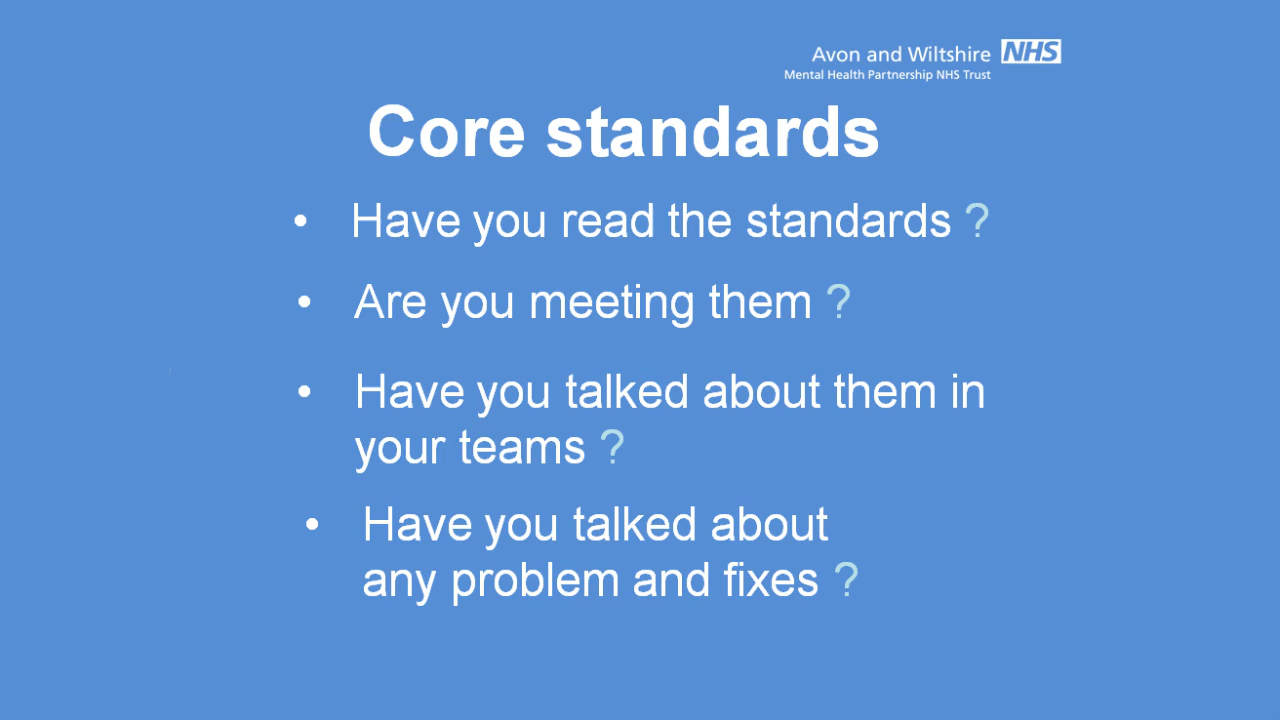 Avon and Wiltshire NHS
Mental Health Partnership NHS Trust
Core standards
• Have you read the standards ?
• Are you meeting them ?
• Have you talked about them in
your teams ?
• Have you talked about
any problem and fixes ?